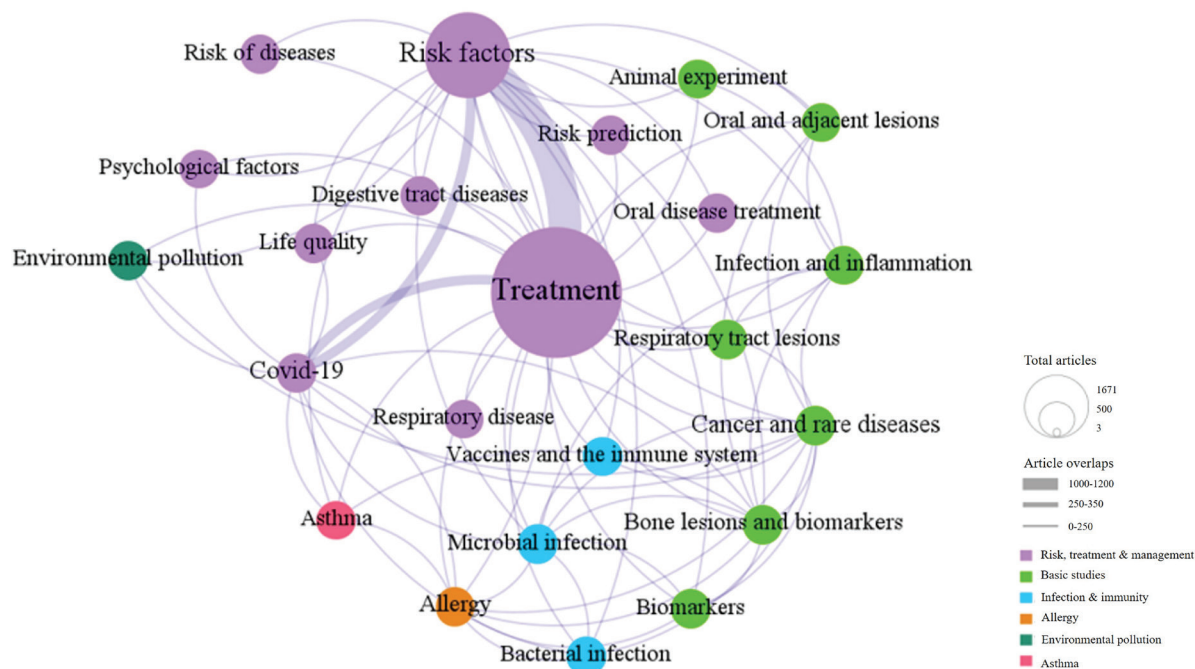 Risk of diseases
Risk factors
Animal experiment
Oral and adjacent lesions
Risk prediction
Psychological factors
Digestive tract diseases
Oral disease treatment
Life quality
Environmental pollution
Infection and inflammation
Treatment
Respiratory tract lesions
Covid-19
Respiratory disease
Cancer and rare diseases
Vaccines and the immune system
Asthma
Bone lesions and biomarkers
Microbial infection
Allergy
Biomarkers
Bacterial infection
Total articles
1671
500
3
Article overlaps
1000-1200
250-350
0-250
Risk, treatment & management
Basic studies
Infection & immunity
Allergy
Environmental pollution
Asthma